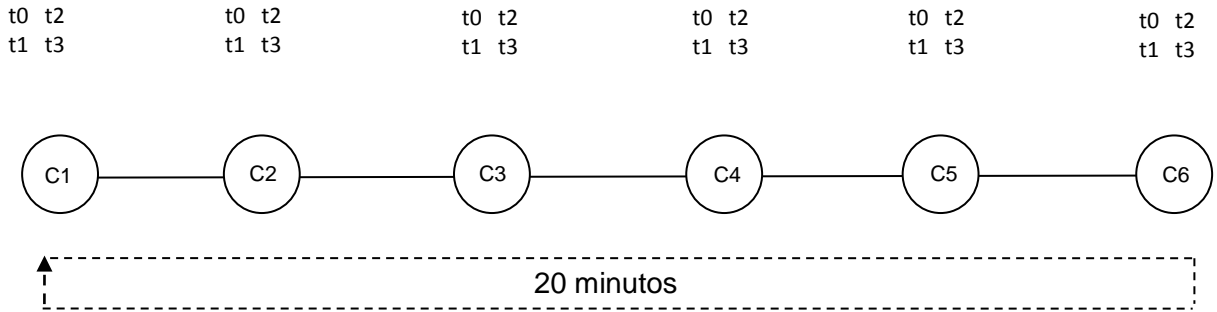 t0 t2 t0 t2 t0 t2 t0 t2 t0 t2 t0 t2
t1 t3 t1 t3 t1 t3 t1 t3 t1 t3 t1 t3
C1 C2 C3 C4 C5 C6
20 minutos